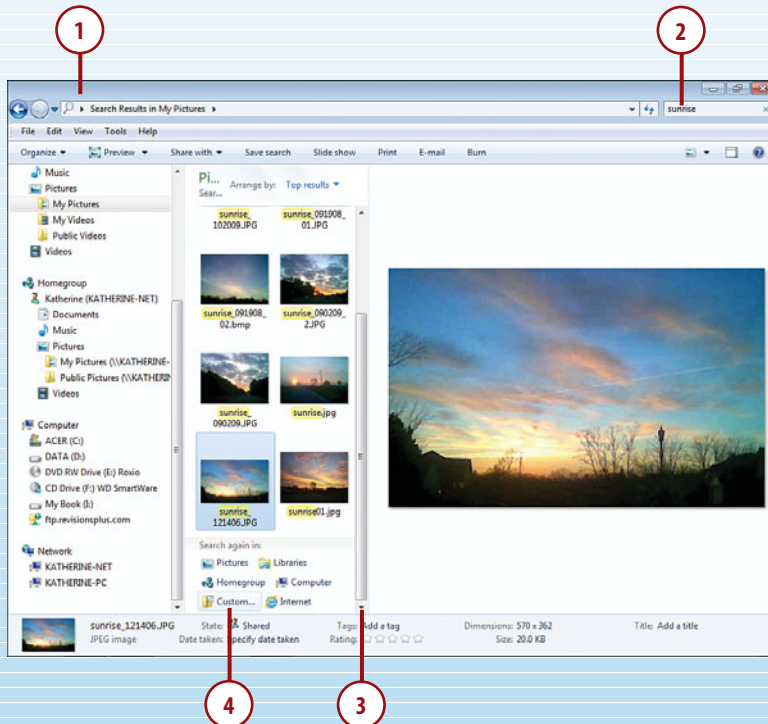 1
2
Search Results in My Pictures
sunrise
File Edit View Tools Help
Organize Preview Share with Save search Slide show Print E-mail Burn
Music
Pictures
My Pictures
My Videos
Public Videos
Videos
Homegroup
Katherine (KATHERINE-NET)
Documents
Music
Pictures
My Pictures (\\KATHERINE-
Public Pictures (\\KATHERIN
Videos
Computer
ACER (C:)
DATA (D:)
DVD RW Drive (E:) Roxio
CD Drive (F:) WD SmartWare
My Book (I:)
ftp.revisionsplus.com
Network
KATHERINE-NET
KATHERINE-PC
Pi...
Sear...
Arrange by: Top results
sunrise_
102009.JPG
sunrise_091908_
01.JPG
sunrise_091908_
02.bmp
sunrise_090209_
2.JPG
sunrise_
090209.JPG
sunrise.jpg
sunrise_
121406.JPG
sunrise01.jpg
Search again in:
Pictures Libraries
Homegroup Computer
Custom... Internet
sunrise_121406.JPG
JPEG image
State: Shared
Date taken: Specify date taken
Tags: Add a tag
Rating:
Dimensions: 570 x 362
Size: 20.0 KB
Title: Add a title
4
3